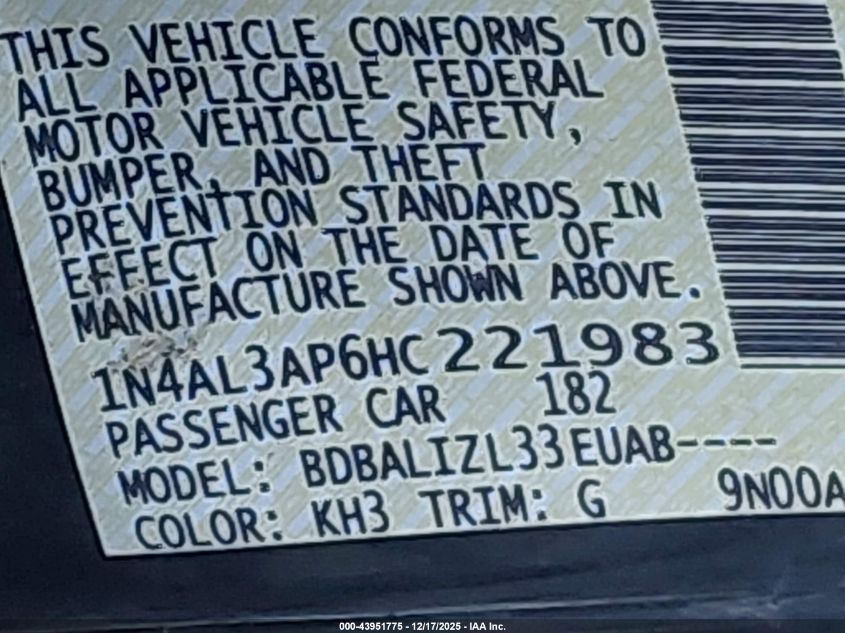 THIS VEHICLE CONFORMS TO
ALL APPLICABLE FEDERAL
MOTOR VEHICLE SAFETY,
BUMPER, AND THEFT
PREVENTION STANDARDS IN
EFFECT ON THE DATE OF
MANUFACTURE SHOWN ABOVE.
1N4AL3AP6HC221983
PASSENGER CAR 182
MODEL: BDBALIZL33EUAB----
COLOR: KH3 TRIM: G 9N00A
000-43951775 - 12/17/2025 - IAA Inc.